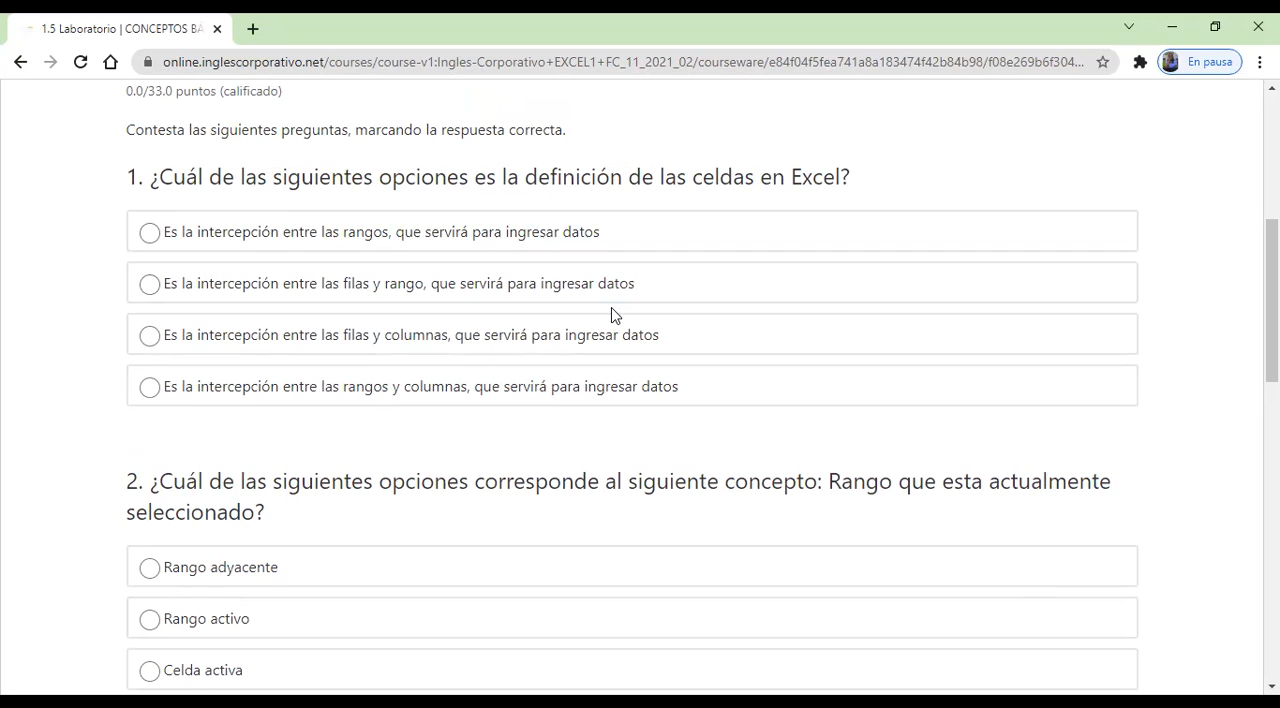 1.5 Laboratorio | CONCEPTOS BÁ
online.inglescorporativo.net/courses/course-v1:Ingles-Corporativo+EXCEL1+FC_11_2021_02/courseware/e84f04f5fea741a8a183474f42b84b98/f08e269b6f304...
En pausa
0.0/33.0 puntos (calificado)
Contesta las siguientes preguntas, marcando la respuesta correcta.
1. ¿Cuál de las siguientes opciones es la definición de las celdas en Excel?
Es la intercepción entre las rangos, que servirá para ingresar datos
Es la intercepción entre las filas y rango, que servirá para ingresar datos
Es la intercepción entre las filas y columnas, que servirá para ingresar datos
Es la intercepción entre las rangos y columnas, que servirá para ingresar datos
2. ¿Cuál de las siguientes opciones corresponde al siguiente concepto: Rango que esta actualmente
seleccionado?
Rango adyacente
Rango activo
Celda activa